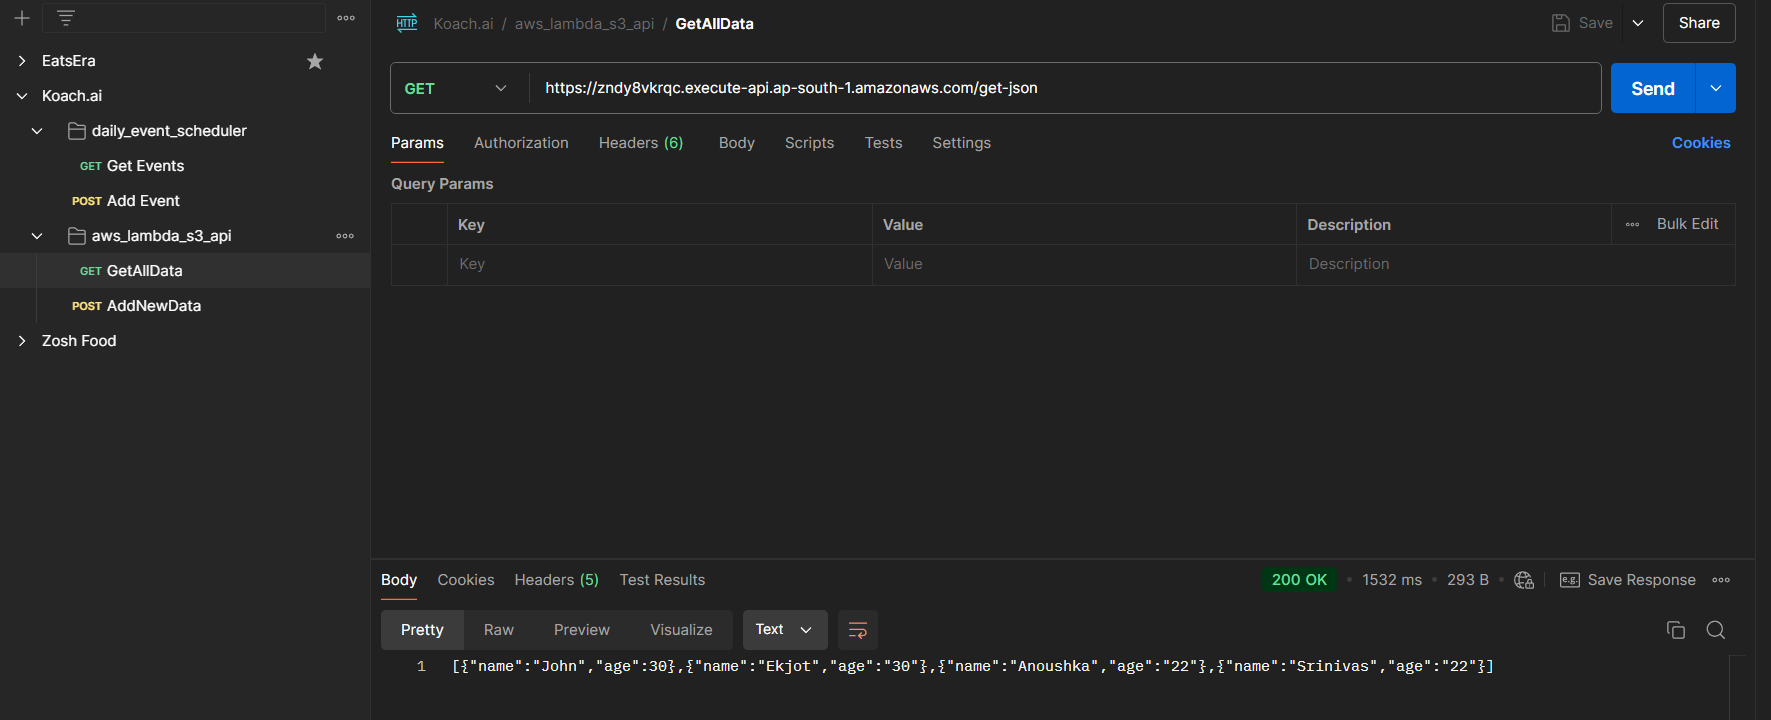 HTTP Koach.ai / aws_lambda_s3_api / GetAllData Save Share
EatsEra
Koach.ai
daily_event_scheduler
GET Get Events
POST Add Event
aws_lambda_s3_api
GET GetAllData
POST AddNewData
Zosh Food
GET https://zndy8vkrqc.execute-api.ap-south-1.amazonaws.com/get-json Send
Params Authorization Headers (6) Body Scripts Tests Settings Cookies
Query Params
Key Value Description Bulk Edit
Key Value Description
Body Cookies Headers (5) Test Results 200 OK 1532 ms 293 B e.g. Save Response
Pretty Raw Preview Visualize Text
1 [{"name":"John","age":30},{"name":"Ekjot","age":"30"},{"name":"Anoushka","age":"22"},{"name":"Srinivas","age":"22"}]